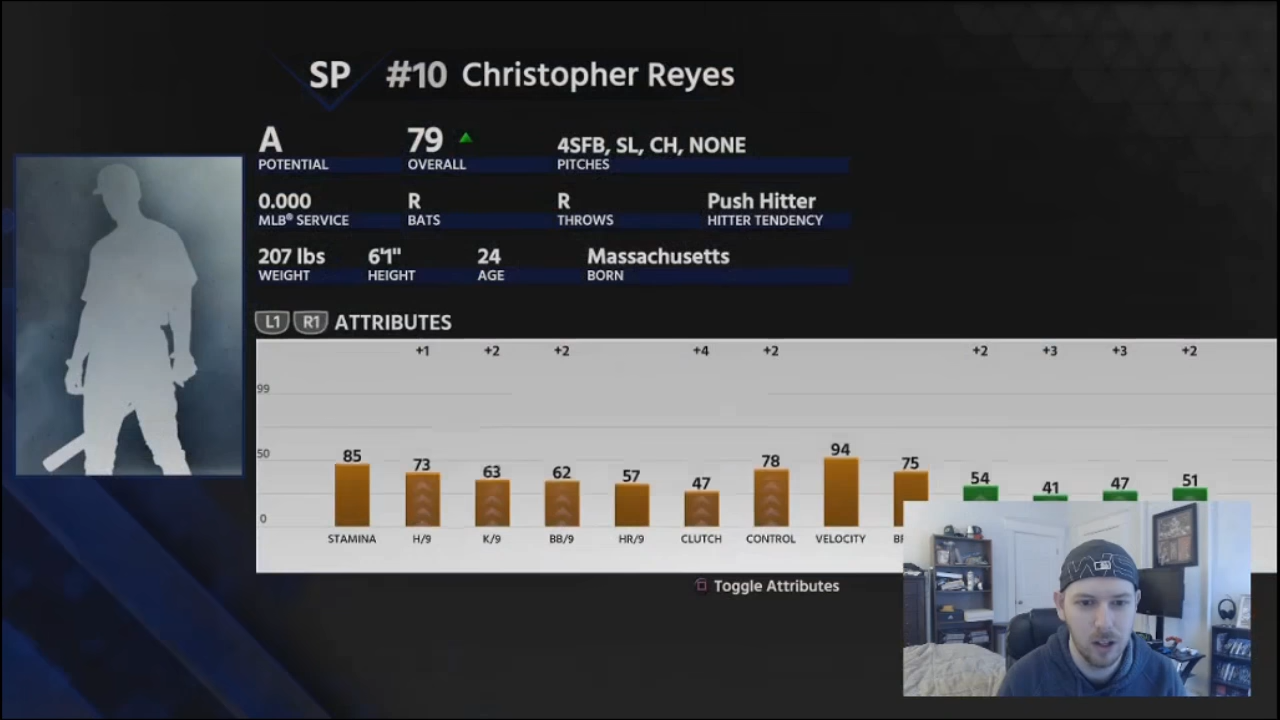 SP #10 Christopher Reyes
A 79 4SFB, SL, CH, NONE
POTENTIAL OVERALL PITCHES
0.000 R R Push Hitter
MLB® SERVICE BATS THROWS HITTER TENDENCY
207 lbs 6'1" 24 Massachusetts
WEIGHT HEIGHT AGE BORN
L1 R1 ATTRIBUTES
+1 +2 +2 +4 +2 +2 +3 +3 +2
99
50
0
85 73 63 62 57 47 78 94 75 54 41 47 51
STAMINA H/9 K/9 BB/9 HR/9 CLUTCH CONTROL VELOCITY
Toggle Attributes